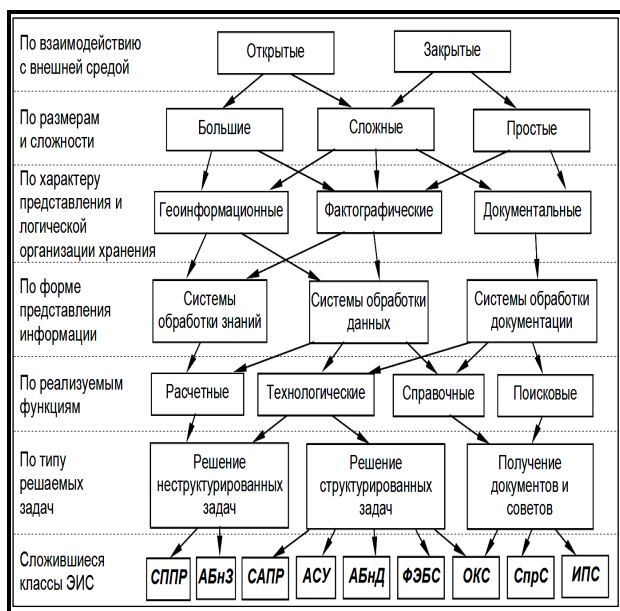 По взаимодействию
с внешней средой
Открытые
Закрытые
По размерам
и сложности
Большие
Сложные
Простые
По характеру
представления и
логической
организации хранения
Геоинформационные
Фактографические
Документальные
По форме
представления
информации
Системы
обработки знаний
Системы обработки
данных
Системы обработки
документации
По реализуемым
функциям
Расчетные
Технологические
Справочные
Поисковые
По типу
решаемых
задач
Решение
неструктурированных
задач
Решение
структурированных
задач
Получение
документов и
советов
Сложившиеся
классы ЭИС
СППР
АБнЗ
САПР
АСУ
АБнД
ФЭБС
ОКС
СпрС
ИПС